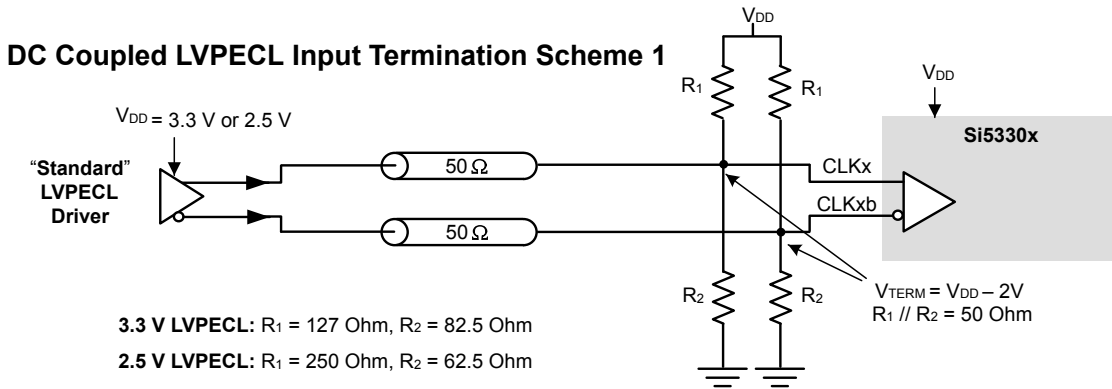 VDD
DC Coupled LVPECL Input Termination Scheme 1
R1
R1
VDD
VDD = 3.3 V or 2.5 V
Si5330x
“Standard”
LVPECL
Driver
50 Ω
CLKx
CLKxb
50 Ω
R2
R2
VTERM = VDD – 2V
R1 // R2 = 50 Ohm
3.3 V LVPECL: R1 = 127 Ohm, R2 = 82.5 Ohm
2.5 V LVPECL: R1 = 250 Ohm, R2 = 62.5 Ohm